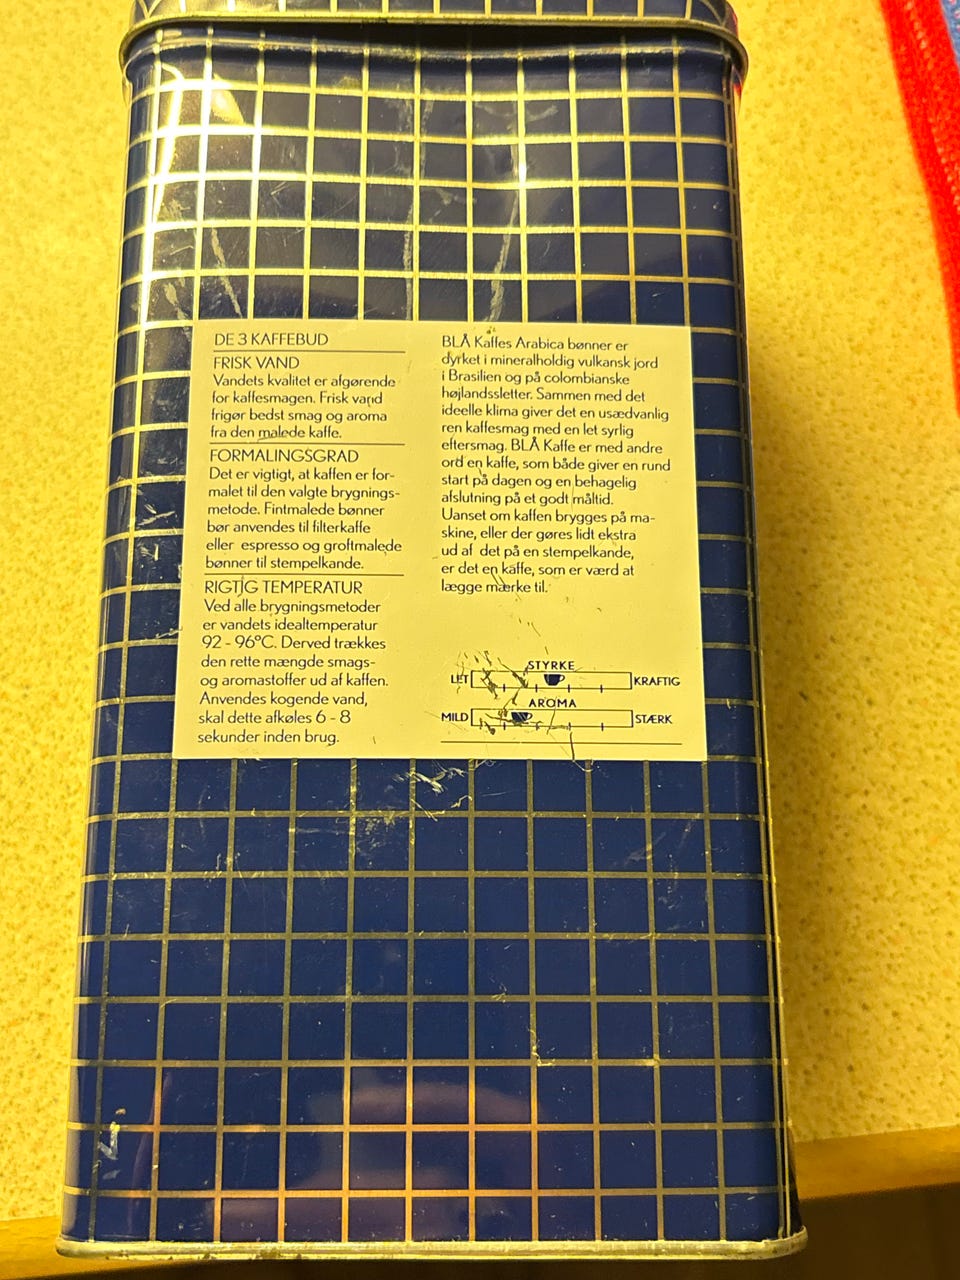 DE 3 KAFFEBUD
FRISK VAND
Vandets kvalitet er afgørende
for kaffesmagen. Frisk vand
frigør bedst smag og aroma
fra den malede kaffe.
FORMALINGSGRAD
Det er vigtigt, at kaffen er for-
malet til den valgte brygnings-
metode. Fintmalede bønner
bør anvendes til filterkaffe
eller espresso og groftmalede
bønner til stempelkande.
RIGTIG TEMPERATUR
Ved alle brygningsmetoder
er vandets idealtemperatur
92 - 96°C. Derved trækkes
den rette mængde smags-
og aromastoffer ud af kaffen.
Anvendes kogende vand,
skal dette afkøles 6 - 8
sekunder inden brug.
BLÅ Kaffes Arabica bønner er
dyrket i mineralholdig vulkansk jord
i Brasilien og på colombianske
højlandssletter. Sammen med det
ideelle klima giver det en usædvanlig
ren kaffesmag med en let syrlig
eftersmag. BLÅ Kaffe er med andre
ord en kaffe, som både giver en rund
start på dagen og en behagelig
afslutning på et godt måltid.
Uanset om kaffen brygges på ma-
skine, eller der gøres lidt ekstra
ud af det på en stempelkande,
er det en kaffe, som er værd at
lægge mærke til.
STYRKE
LET KRAFTIG
AROMA
MILD STÆRK